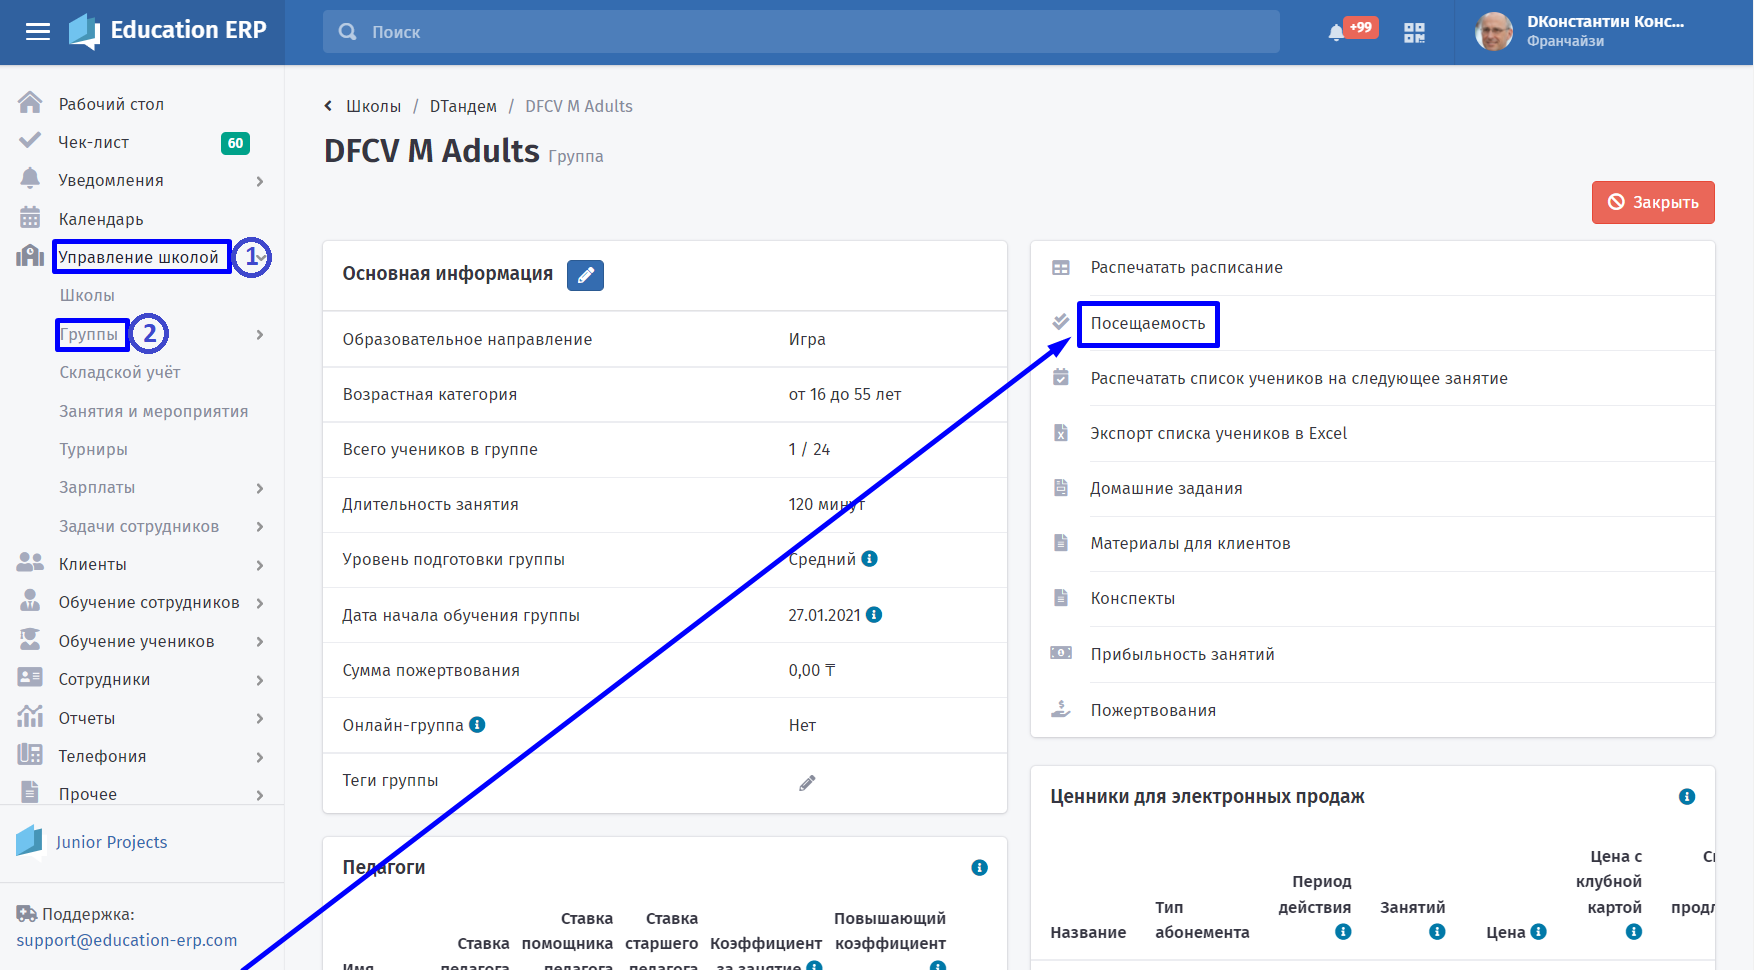 Education ERP
Поиск
+99
DКонстантин Конс...
Франчайзи
Рабочий стол
Чек-лист
60
Уведомления
Календарь
Управление школой
1
Школы
Группы
2
Складской учёт
Занятия и мероприятия
Турниры
Зарплаты
Задачи сотрудников
Клиенты
Обучение сотрудников
Обучение учеников
Сотрудники
Отчеты
Телефония
Прочее
Junior Projects
Поддержка:
support@education-erp.com
Школы / DТандем / DFCV M Adults
DFCV M Adults Группа
Закрыть
Основная информация
Образовательное направление Игра
Возрастная категория от 16 до 55 лет
Всего учеников в группе 1 / 24
Длительность занятия 120 минут
Уровень подготовки группы Средний
Дата начала обучения группы 27.01.2021
Сумма пожертвования 0,00 ₸
Онлайн-группа Нет
Теги группы
Педагоги
Ставка Ставка Повышающий
Ставка помощника старшего Коэффициент коэффициент
Имя педагога педагога педагога за занятие
Распечатать расписание
Посещаемость
Распечатать список учеников на следующее занятие
Экспорт списка учеников в Excel
Домашние задания
Материалы для клиентов
Конспекты
Прибыльность занятий
Пожертвования
Ценники для электронных продаж
Цена с
Период клубной
Тип действия Занятий картой
Название абонемента Цена